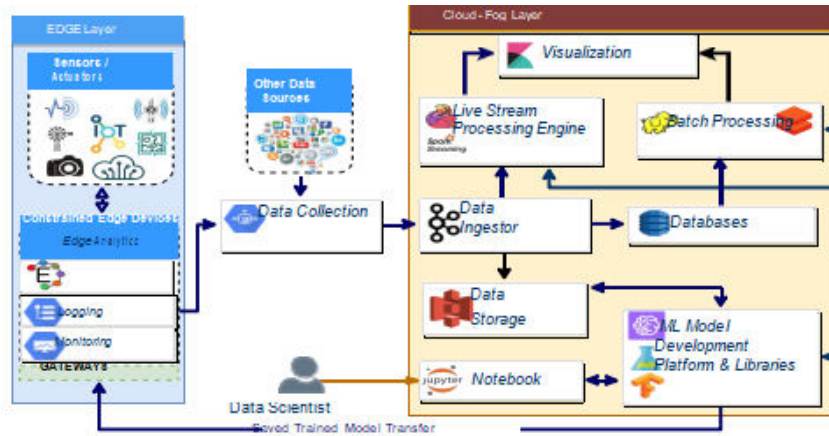 EDGE Layer
Sensors /
Actuators
IOT
Constrained Edge Devices
Edge Analytics
E
Logging
Monitoring
GATEWAYS
Other Data
Sources
Data Collection
Data Scientist
Saved Trained Model Transfer
Cloud - Fog Layer
Visualization
Live Stream
Processing Engine
Spark
Streaming
Batch Processing
Data
Ingestor
Databases
Data
Storage
ML Model
Development
Platform & Libraries
jupyter
Notebook